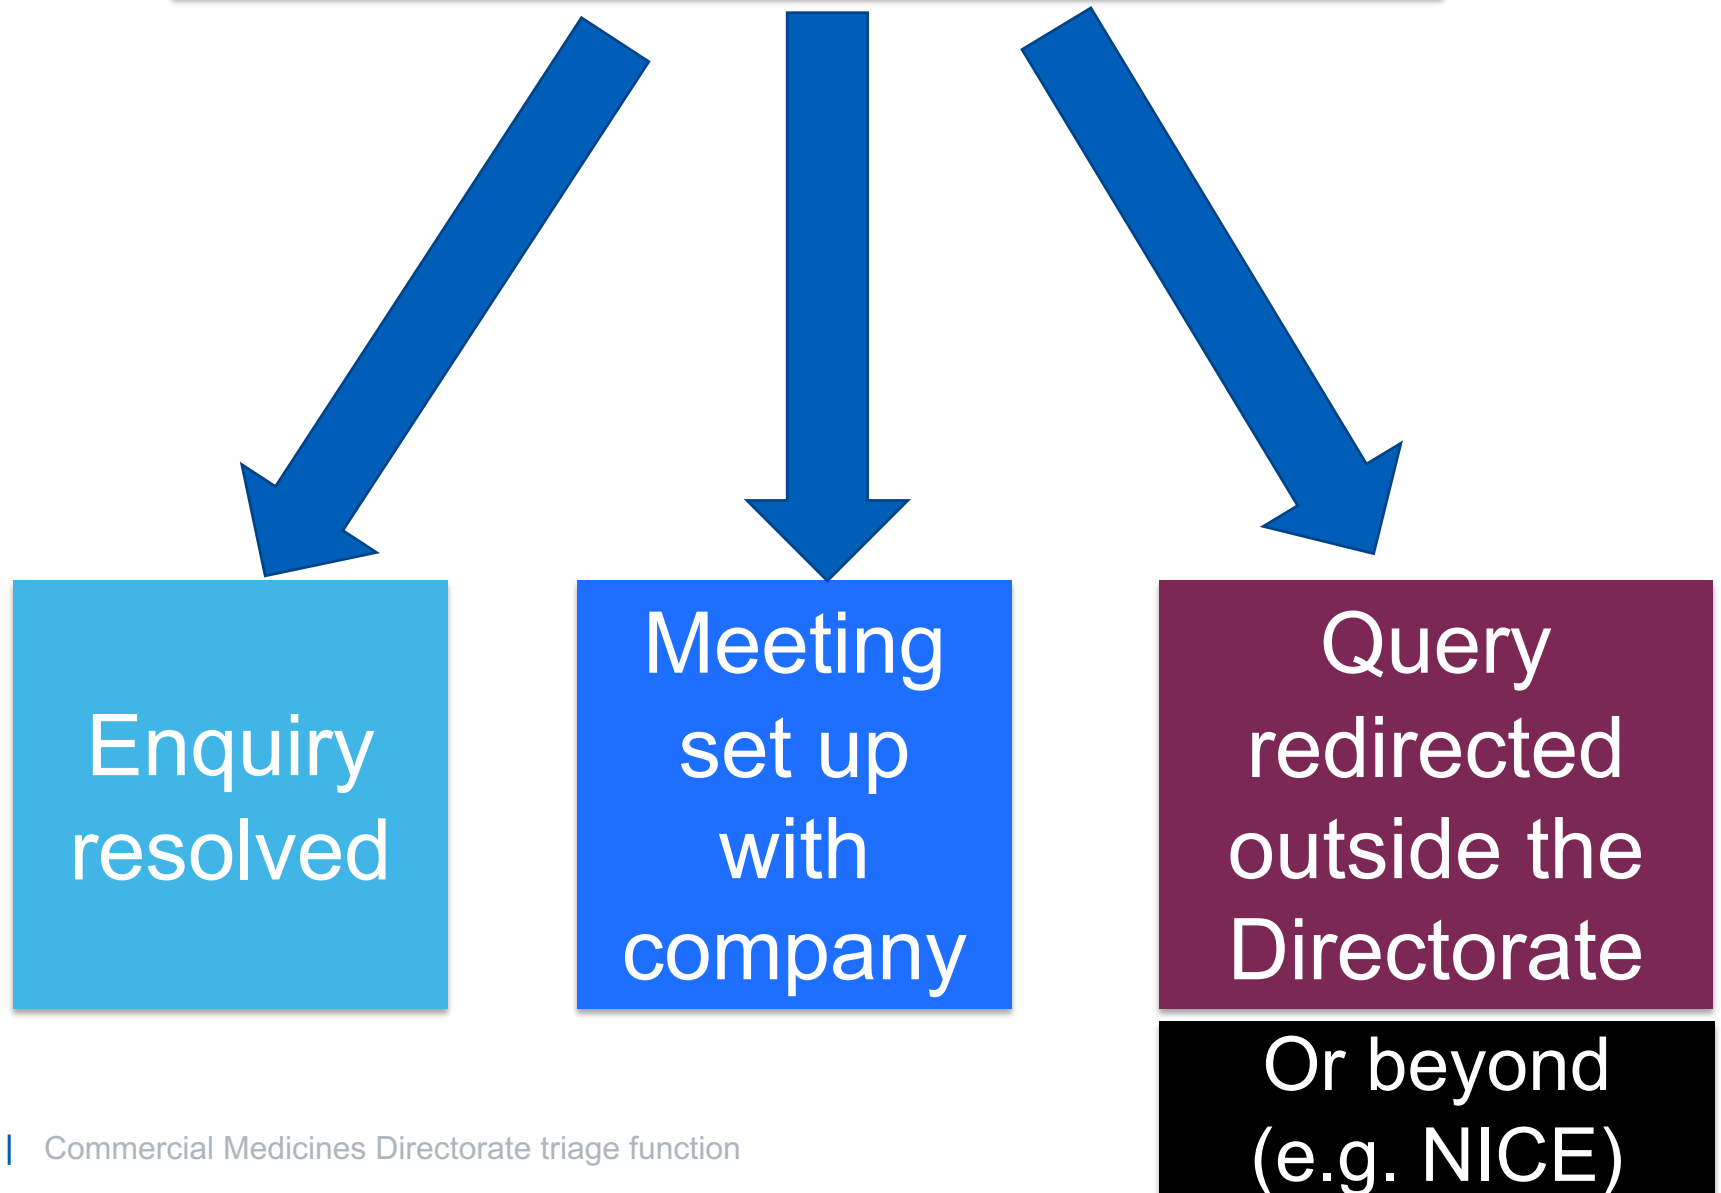 Enquiry
resolved
Meeting
set up
with
company
Query
redirected
outside the
Directorate
Or beyond
(e.g. NICE)
| Commercial Medicines Directorate triage function